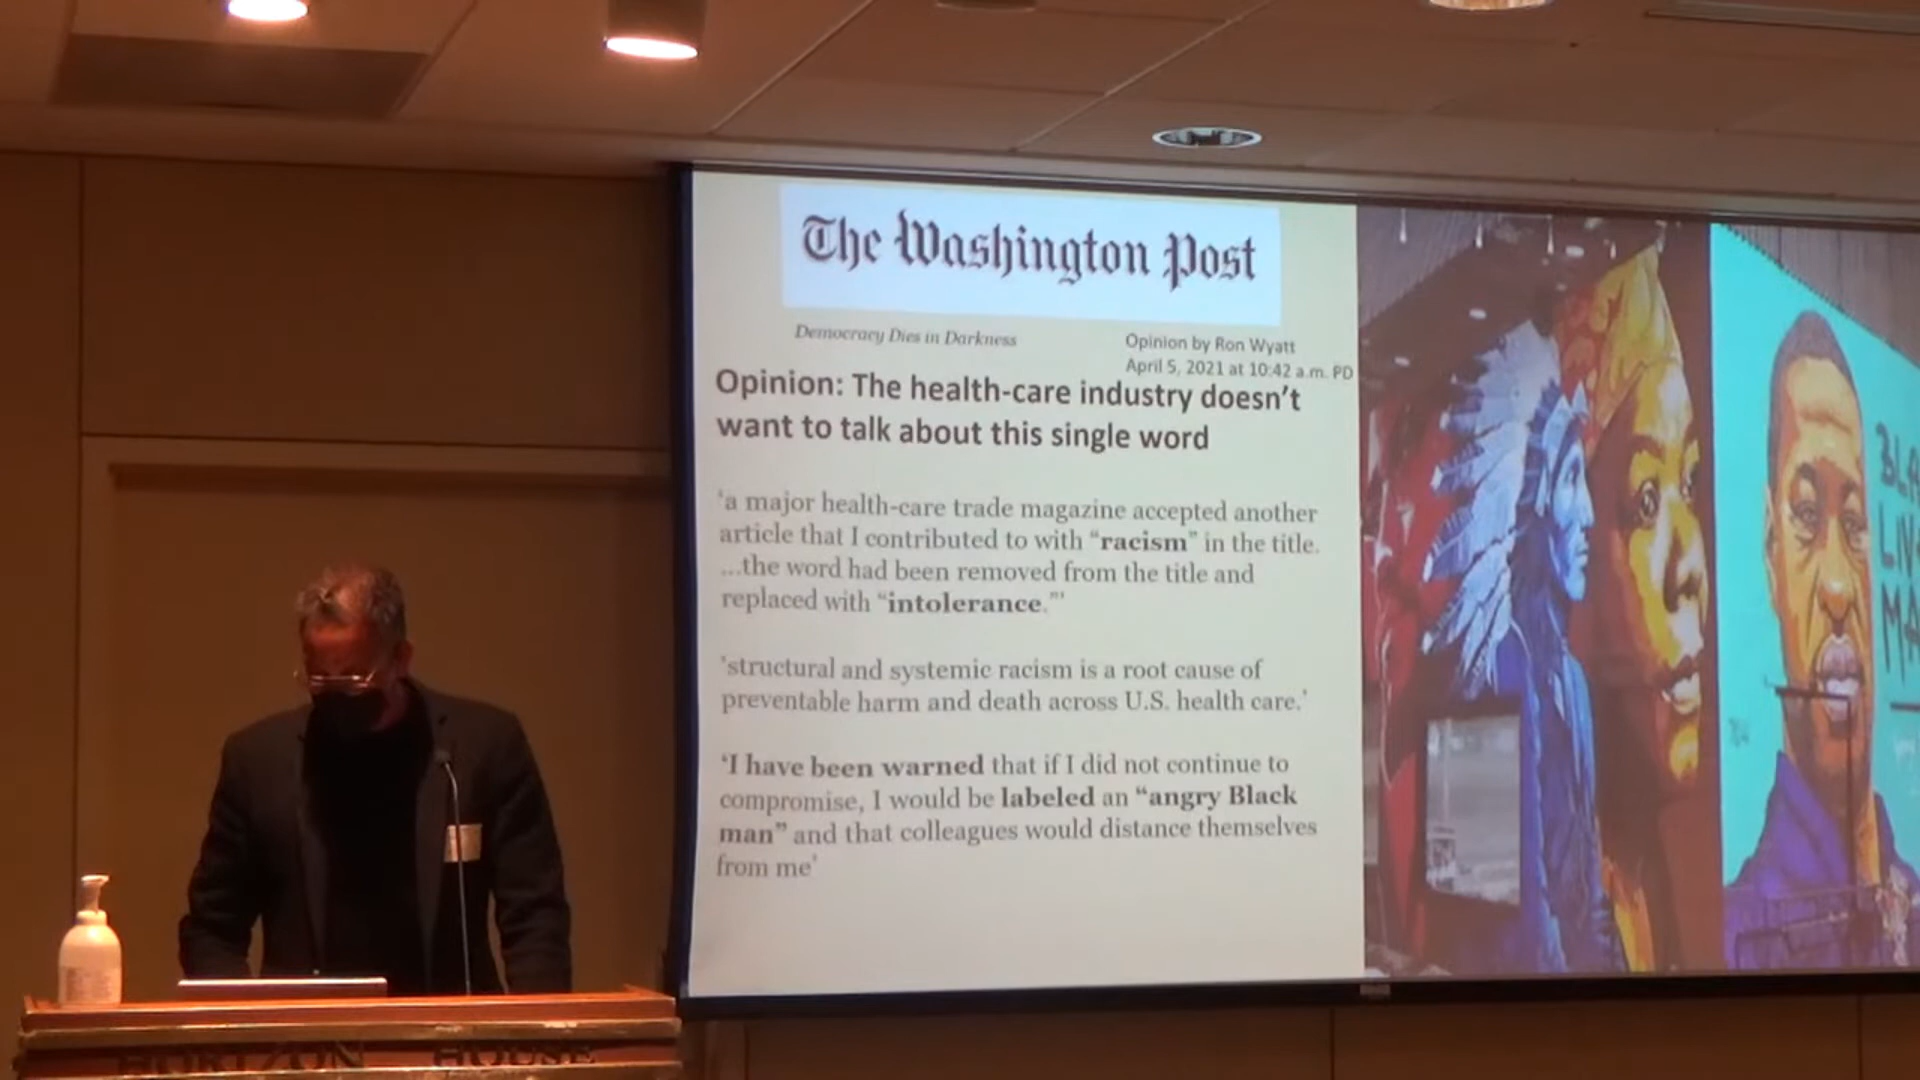 The Washington Post
Democracy Dies in Darkness
Opinion by Ron Wyatt
April 5, 2021 at 10:42 a.m. PD
Opinion: The health-care industry doesn't
want to talk about this single word
'a major health-care trade magazine accepted another
article that I contributed to with “racism” in the title.
...the word had been removed from the title and
replaced with “intolerance.”'
'structural and systemic racism is a root cause of
preventable harm and death across U.S. health care.'
'I have been warned that if I did not continue to
compromise, I would be labeled an “angry Black
man” and that colleagues would distance themselves
from me'
BLA
LIV
MA
HORIZON HOUSE